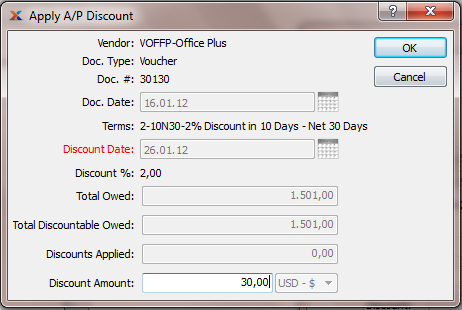 Apply A/P Discount
Vendor: VOFFP-Office Plus
OK
Doc. Type: Voucher
Cancel
Doc. #: 30130
Doc. Date: 16.01.12
Terms: 2-10N30-2% Discount in 10 Days - Net 30 Days
Discount Date: 26.01.12
Discount %: 2,00
Total Owed: 1.501,00
Total Discountable Owed: 1.501,00
Discounts Applied: 0,00
Discount Amount: 30,00 USD - $